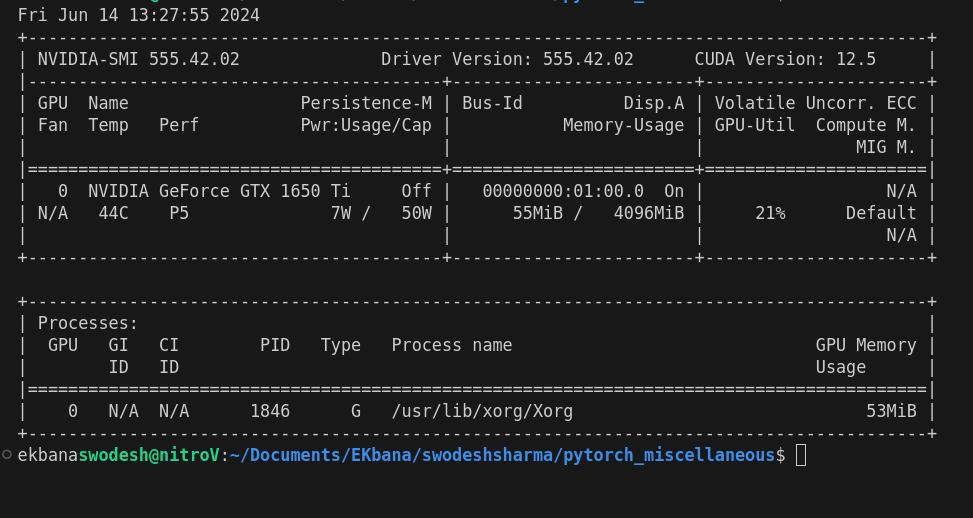 Fri Jun 14 13:27:55 2024
+-----------------------------------------------------------------------------------------+
| NVIDIA-SMI 555.42.02              Driver Version: 555.42.02      CUDA Version: 12.5     |
|-----------------------------------------+------------------------+----------------------+
| GPU  Name                 Persistence-M | Bus-Id          Disp.A | Volatile Uncorr. ECC |
| Fan  Temp   Perf          Pwr:Usage/Cap |           Memory-Usage | GPU-Util  Compute M. |
|                                         |                        |               MIG M. |
|=========================================+========================+======================|
|   0  NVIDIA GeForce GTX 1650 Ti     Off |   00000000:01:00.0  On |                  N/A |
| N/A   44C    P5              7W /   50W |      55MiB /   4096MiB |     21%      Default |
|                                         |                        |                  N/A |
+-----------------------------------------+------------------------+----------------------+

+-----------------------------------------------------------------------------------------+
| Processes:                                                                              |
|  GPU   GI   CI        PID   Type   Process name                              GPU Memory |
|        ID   ID                                                               Usage      |
|=========================================================================================|
|    0   N/A  N/A      1846      G   /usr/lib/xorg/Xorg                             53MiB |
+-----------------------------------------------------------------------------------------+
ekbanaswodesh@nitroV:~/Documents/EKbana/swodeshsharma/pytorch_miscellaneous$